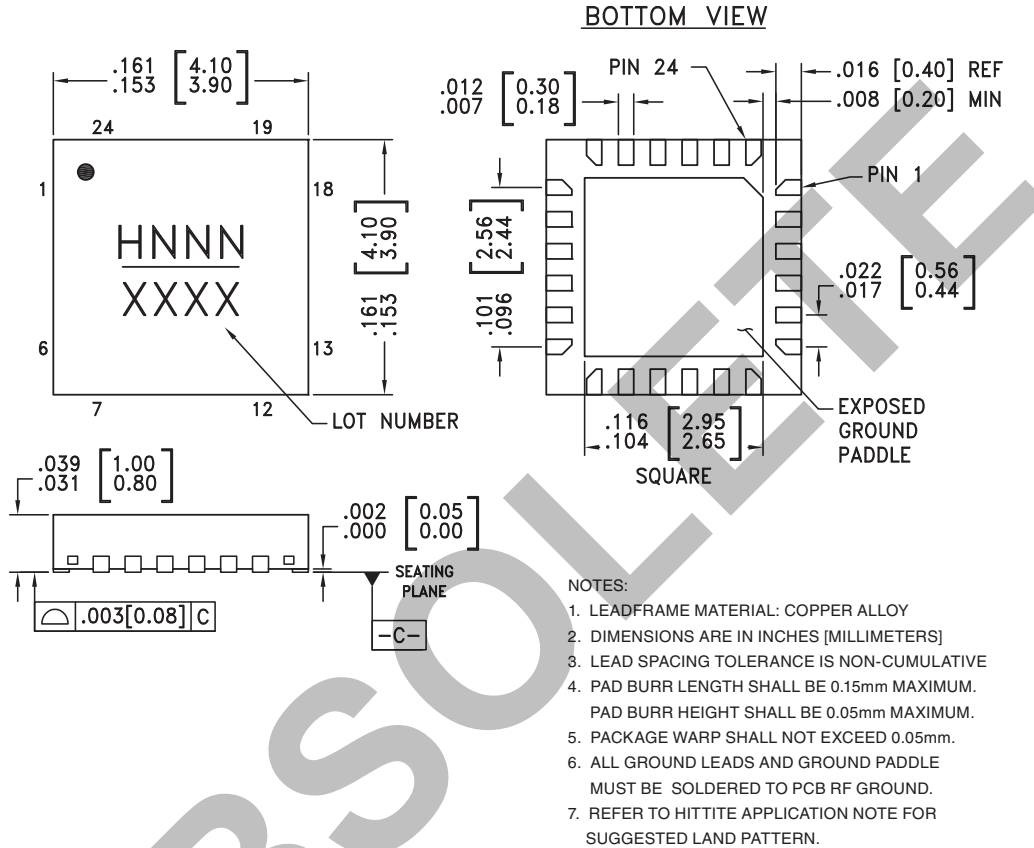 BOTTOM VIEW
.161 [4.10]
.153 [3.90]
24 19
1 18
HNNN
XXXX
6 13
7 12
LOT NUMBER
[4.10]
[3.90]
.161
.153
PIN 24
.012 [0.30]
.007 [0.18]
.016 [0.40] REF
.008 [0.20] MIN
PIN 1
[2.56]
[2.44]
.101
.096
.022 [0.56]
.017 [0.44]
.116 [2.95]
.104 [2.65]
SQUARE
EXPOSED
GROUND
PADDLE
.039 [1.00]
.031 [0.80]
.002 [0.05]
.000 [0.00]
SEATING
PLANE
.003[0.08] C
-C-
NOTES:
1. LEADFRAME MATERIAL: COPPER ALLOY
2. DIMENSIONS ARE IN INCHES [MILLIMETERS]
3. LEAD SPACING TOLERANCE IS NON-CUMULATIVE
4. PAD BURR LENGTH SHALL BE 0.15mm MAXIMUM.
PAD BURR HEIGHT SHALL BE 0.05mm MAXIMUM.
5. PACKAGE WARP SHALL NOT EXCEED 0.05mm.
6. ALL GROUND LEADS AND GROUND PADDLE
MUST BE SOLDERED TO PCB RF GROUND.
7. REFER TO HITTITE APPLICATION NOTE FOR
SUGGESTED LAND PATTERN.
OBSOLETE